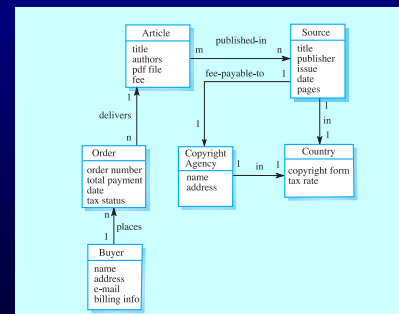 Article
title
authors
pdf file
fee
m
published-in
n
Source
title
publisher
issue
date
pages
fee-payable-to
1
1
delivers
1
n
1
in
1
Order
order number
total payment
date
tax status
Copyright
Agency
name
address
1
in
1
Country
copyright form
tax rate
n
places
1
Buyer
name
address
e-mail
billing info